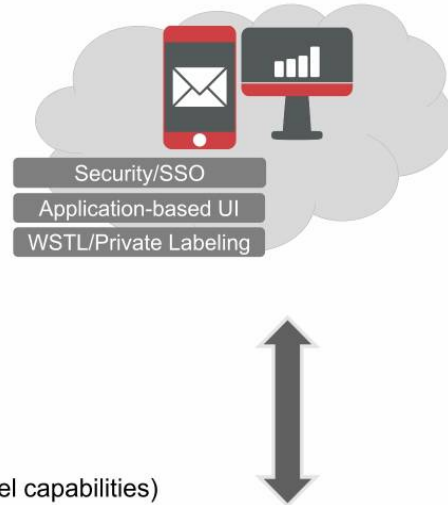 Security/SSO
Application-based UI
WSTL/Private Labeling
el capabilities)